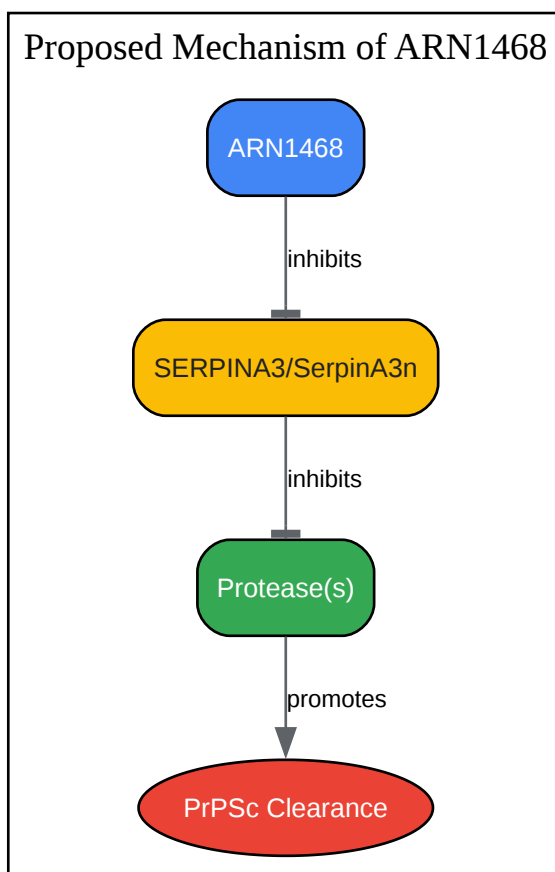 Proposed Mechanism of ARN1468
ARN1468
inhibits
SERPINA3/SerpinA3n
inhibits
Protease(s)
promotes
PrPSc Clearance